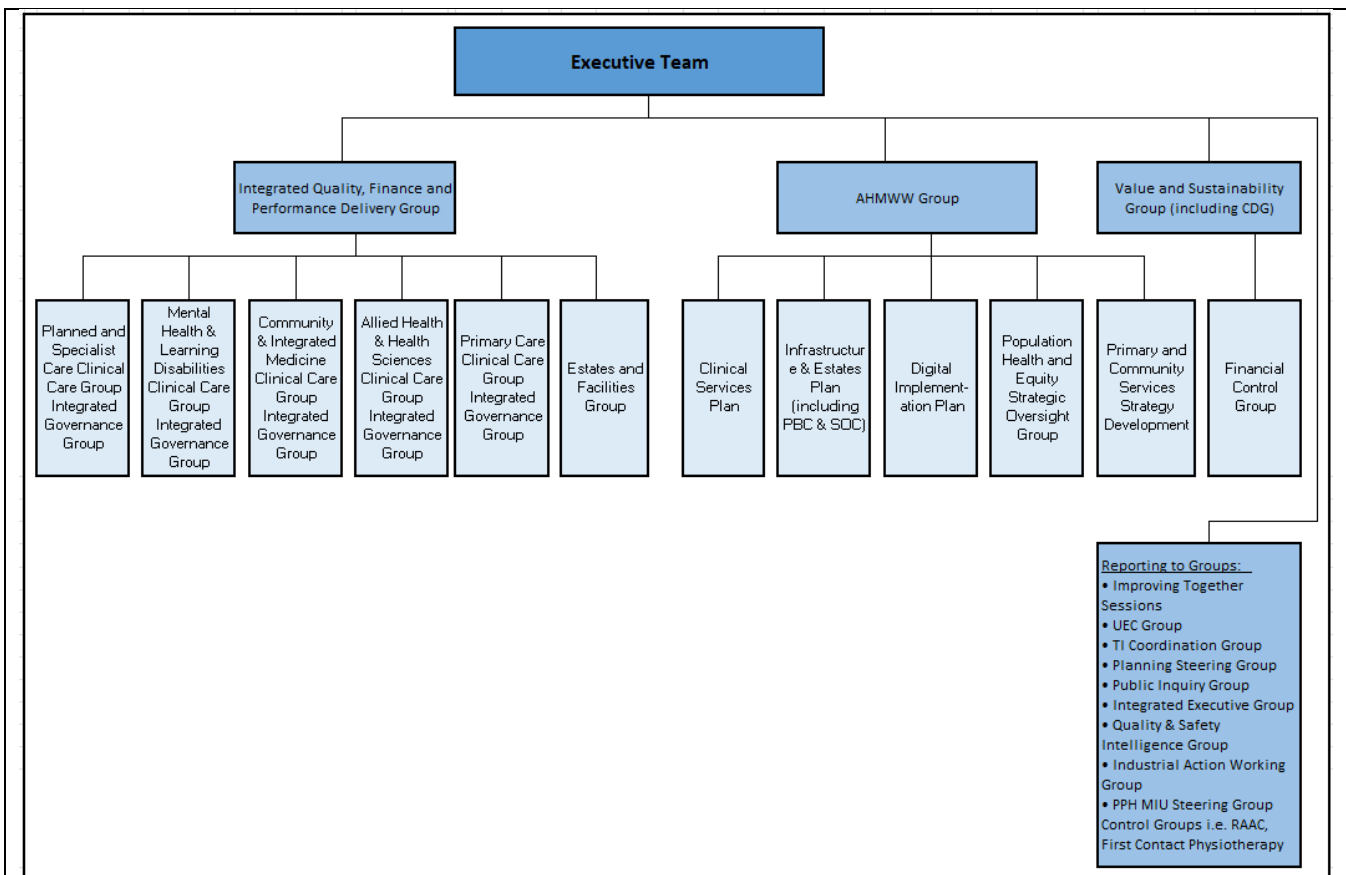 Executive Team
Integrated Quality, Finance and
Performance Delivery Group
AHMWW Group
Value and Sustainability
Group (including CDG)
Planned and
Specialist
Care Clinical
Care Group
Integrated
Governance
Group
Mental
Health &
Learning
Disabilities
Clinical Care
Group
Integrated
Governance
Group
Community
& Integrated
Medicine
Clinical Care
Group
Integrated
Governance
Group
Allied Health
& Health
Sciences
Clinical Care
Group
Integrated
Governance
Group
Primary Care
Clinical Care
Group
Integrated
Governance
Group
Estates and
Facilities
Group
Clinical
Services
Plan
Infrastructur
e & Estates
Plan
(including
PBC & SOC)
Digital
Implement-
ation Plan
Population
Health and
Equity
Strategic
Oversight
Group
Primary and
Community
Services
Strategy
Development
Financial
Control
Group
Reporting to Groups:
• Improving Together
Sessions
• UEC Group
• TI Coordination Group
• Planning Steering Group
• Public Inquiry Group
• Integrated Executive Group
• Quality & Safety
Intelligence Group
• Industrial Action Working
Group
• PPH MIU Steering Group
Control Groups i.e. RAAC,
First Contact Physiotherapy